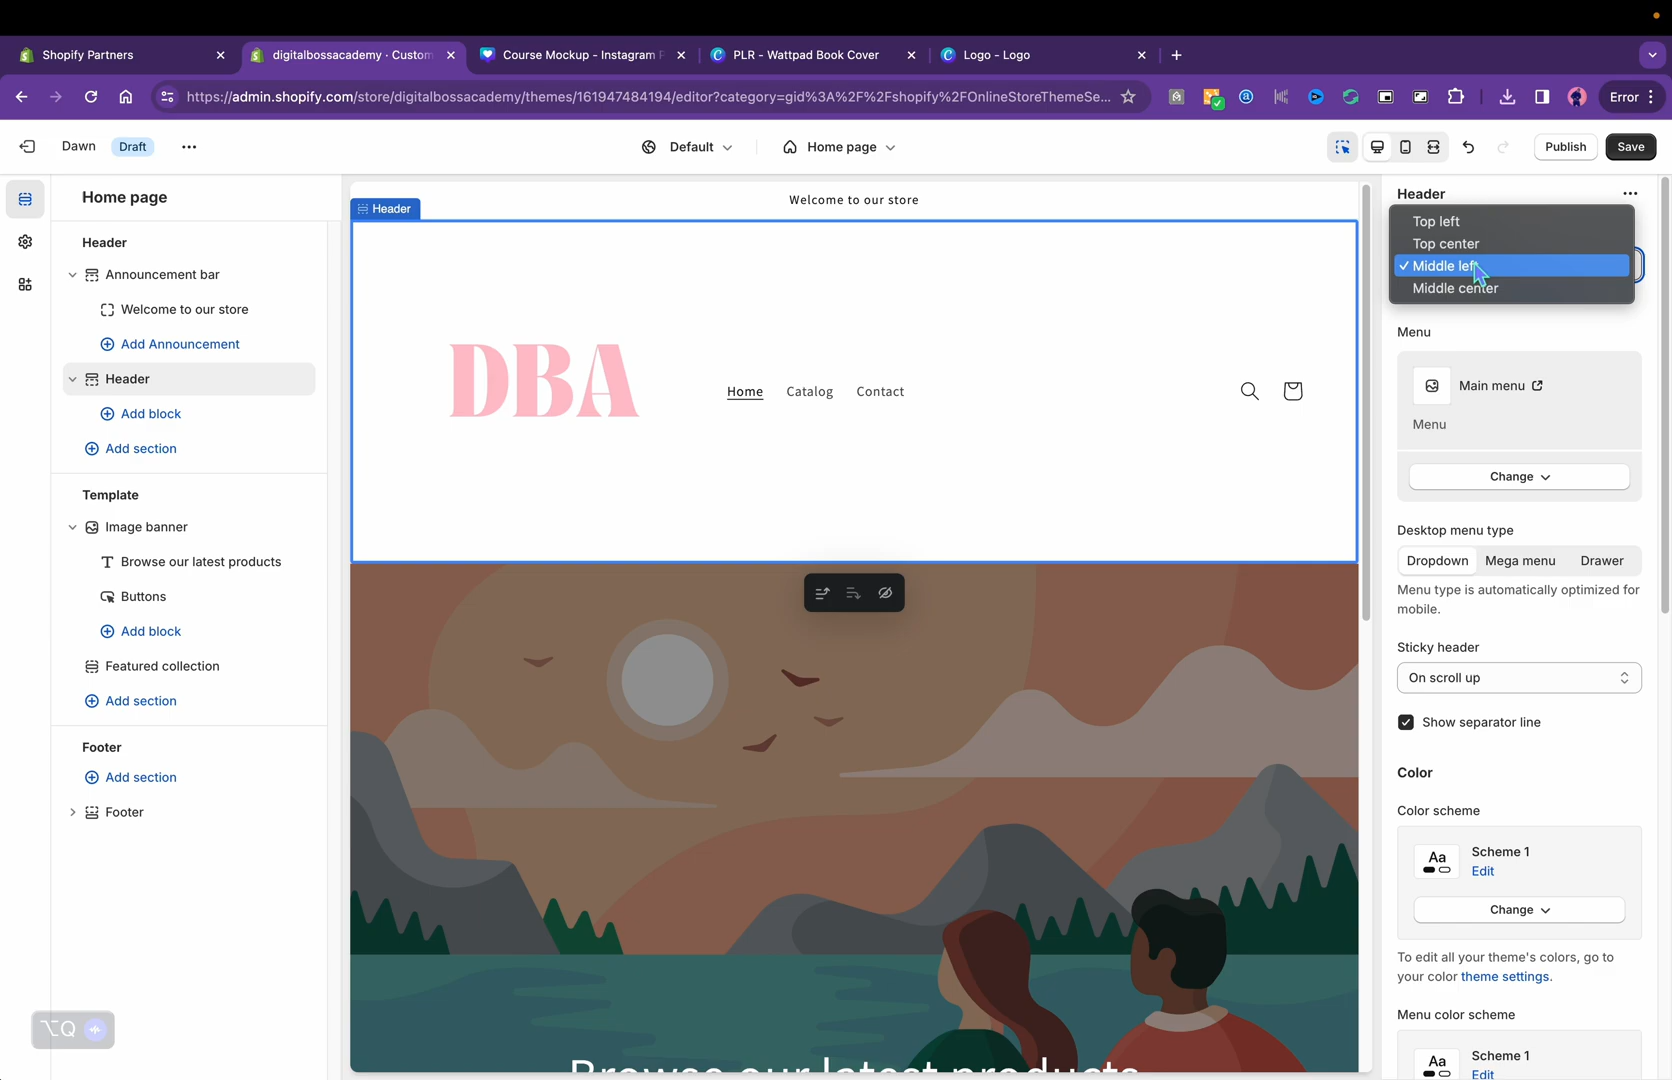 Shopify Partners
digitalbossacademy · Custom
Course Mockup - Instagram P
PLR - Wattpad Book Cover
Logo - Logo
https://admin.shopify.com/store/digitalbossacademy/themes/161947484194/editor?category=gid%3A%2F%2Fshopify%2FOnlineStoreThemeSe...
Error
Dawn
Draft
Default
Home page
Publish
Save
Home page
Header
Announcement bar
Welcome to our store
Add Announcement
Header
Add block
Add section
Template
Image banner
Browse our latest products
Buttons
Add block
Featured collection
Add section
Footer
Add section
Footer
⌥Q
Welcome to our store
Header
DBA
Home
Catalog
Contact
Browse our latest products
Header
Top left
Top center
✓ Middle left
Middle center
Menu
Main menu
Menu
Change
Desktop menu type
Dropdown
Mega menu
Drawer
Menu type is automatically optimized for
mobile.
Sticky header
On scroll up
Show separator line
Color
Color scheme
Aa
Scheme 1
Edit
Change
To edit all your theme's colors, go to
your color theme settings.
Menu color scheme
Aa
Scheme 1
Edit